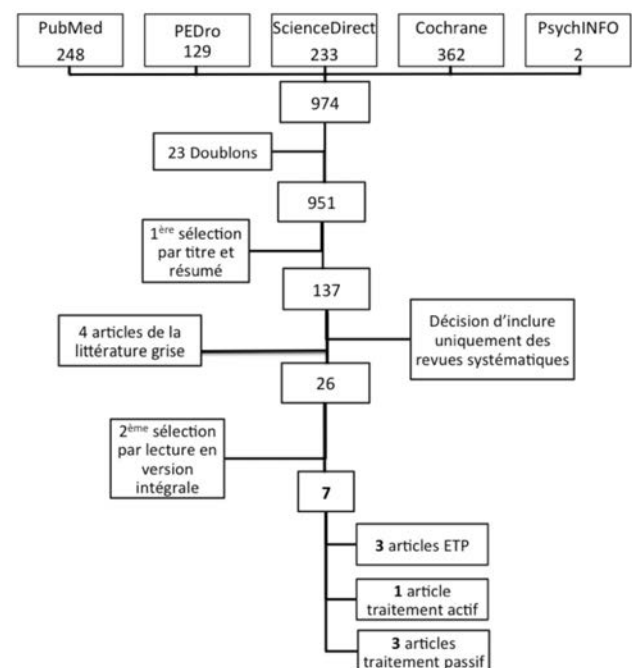 PubMed
248
PEDro
129
ScienceDirect
233
Cochrane
362
PsychINFO
2
974
23 Doublons
951
1ère sélection
par titre et
résumé
137
4 articles de la
littérature grise
Décision d'inclure
uniquement des
revues systématiques
26
2ème sélection
par lecture en
version
intégrale
7
3 articles ETP
1 article
traitement actif
3 articles
traitement passif